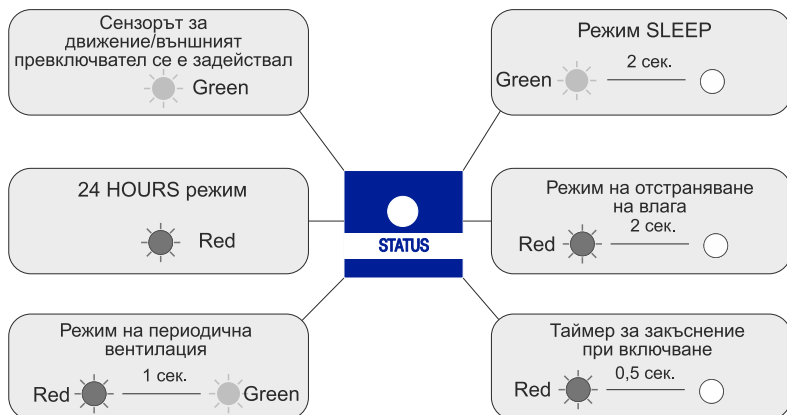 Сензорът за
движение/външният
превключвател се е задействал
Green
Режим SLEEP
2 сек.
Green
24 HOURS режим
Red
STATUS
Режим на отстраняване
на влага
2 сек.
Red
Режим на периодична
вентилация
1 сек.
Red
Green
Таймер за закъснение
при включване
0,5 сек.
Red